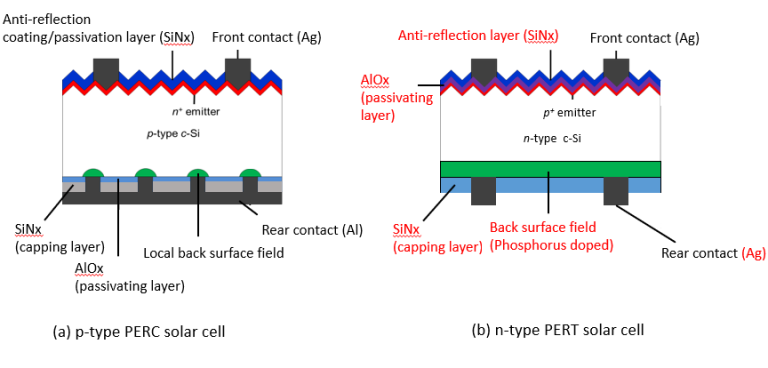 Anti-reflection
coating/passivation layer (SiNx)
Front contact (Ag)
n+ emitter
p-type c-Si
SiNx
(capping layer)
AlOx
(passivating layer)
Local back surface field
Rear contact (Al)
(a) p-type PERC solar cell
Anti-reflection layer (SiNx)
Front contact (Ag)
AlOx
(passivating
layer)
p+ emitter
n-type c-Si
SiNx
(capping layer)
Back surface field
(Phosphorus doped)
Rear contact (Ag)
(b) n-type PERT solar cell